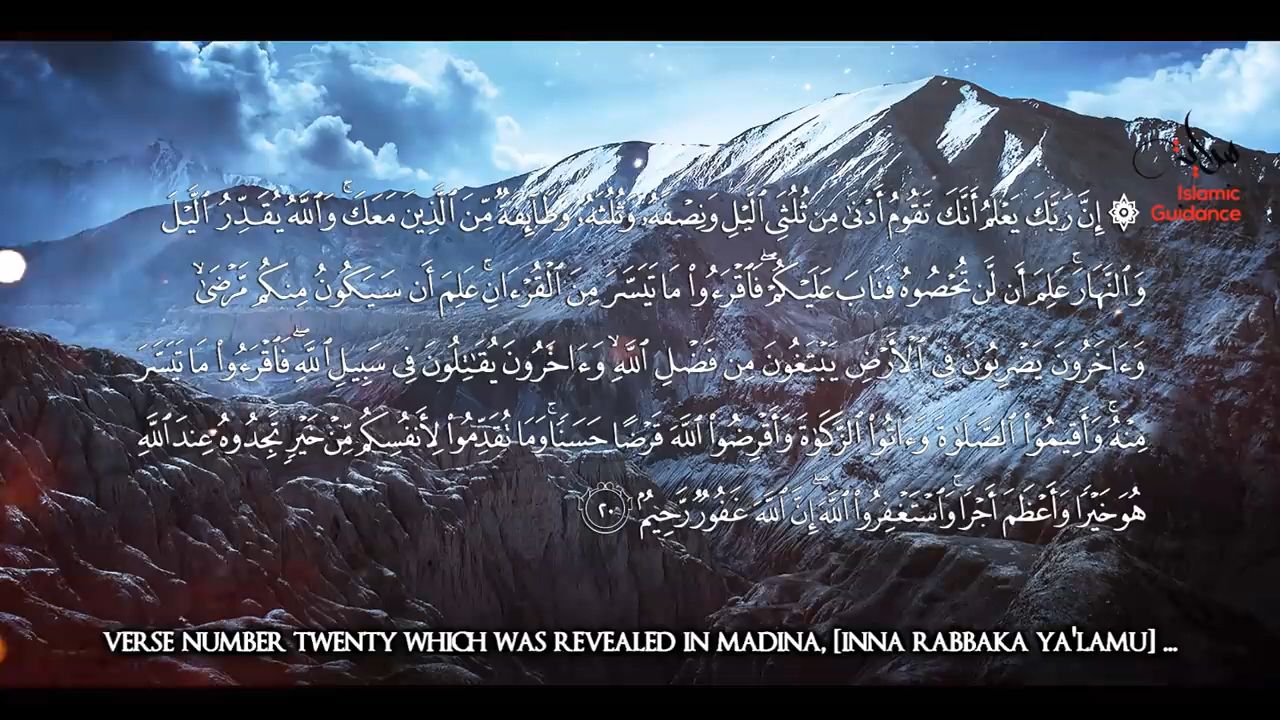 ۞ إِنَّ رَبَّكَ يَعْلَمُ أَنَّكَ تَقُومُ أَدْنَىٰ مِن ثُلُثَىِ ٱلَّيْلِ وَنِصْفَهُۥ وَثُلُثَهُۥ وَطَآئِفَةٌ مِّنَ ٱلَّذِينَ مَعَكَ ۚ وَٱللَّهُ يُقَدِّرُ ٱلَّيْلَ
وَٱلنَّهَارَ ۚ عَلِمَ أَن لَّن تُحْصُوهُ فَتَابَ عَلَيْكُمْ ۖ فَٱقْرَءُوا۟ مَا تَيَسَّرَ مِنَ ٱلْقُرْءَانِ ۚ عَلِمَ أَن سَيَكُونُ مِنكُم مَّرْضَىٰ ۙ
وَءَاخَرُونَ يَضْرِبُونَ فِى ٱلْأَرْضِ يَبْتَغُونَ مِن فَضْلِ ٱللَّهِ ۙ وَءَاخَرُونَ يُقَـٰتِلُونَ فِى سَبِيلِ ٱللَّهِ ۖ فَٱقْرَءُوا۟ مَا تَيَسَّرَ
مِنْهُ ۚ وَأَقِيمُوا۟ ٱلصَّلَوٰةَ وَءَاتُوا۟ ٱلزَّكَوٰةَ وَأَقْرِضُوا۟ ٱللَّهَ قَرْضًا حَسَنًا ۚ وَمَا تُقَدِّمُوا۟ لِأَنفُسِكُم مِّنْ خَيْرٍ تَجِدُوهُ عِندَ ٱللَّهِ
هُوَ خَيْرًا وَأَعْظَمَ أَجْرًا ۚ وَٱسْتَغْفِرُوا۟ ٱللَّهَ ۖ إِنَّ ٱللَّهَ غَفُورٌ رَّحِيمٌۢ ٢٠
هداية
Islamic
Guidance
VERSE NUMBER TWENTY WHICH WAS REVEALED IN MADINA, [INNA RABBAKA YA'LAMU] ...